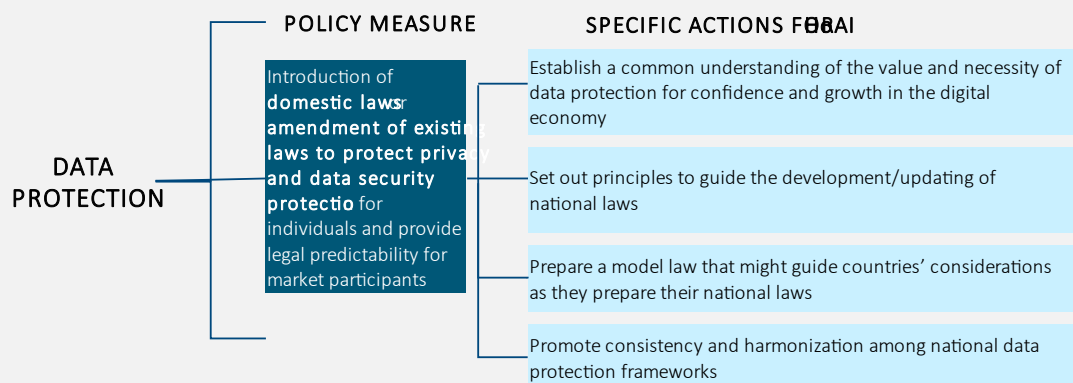 POLICY MEASURE
SPECIFIC ACTIONS FOR
DATA
PROTECTION
Introduction of
domestic laws or
amendment of existing
laws to protect privacy
and data security
protectio for
individuals and provide
legal predictability for
market participants
Establish a common understanding of the value and necessity of
data protection for confidence and growth in the digital
economy
Set out principles to guide the development/updating of
national laws
Prepare a model law that might guide countries’ considerations
as they prepare their national laws
Promote consistency and harmonization among national data
protection frameworks